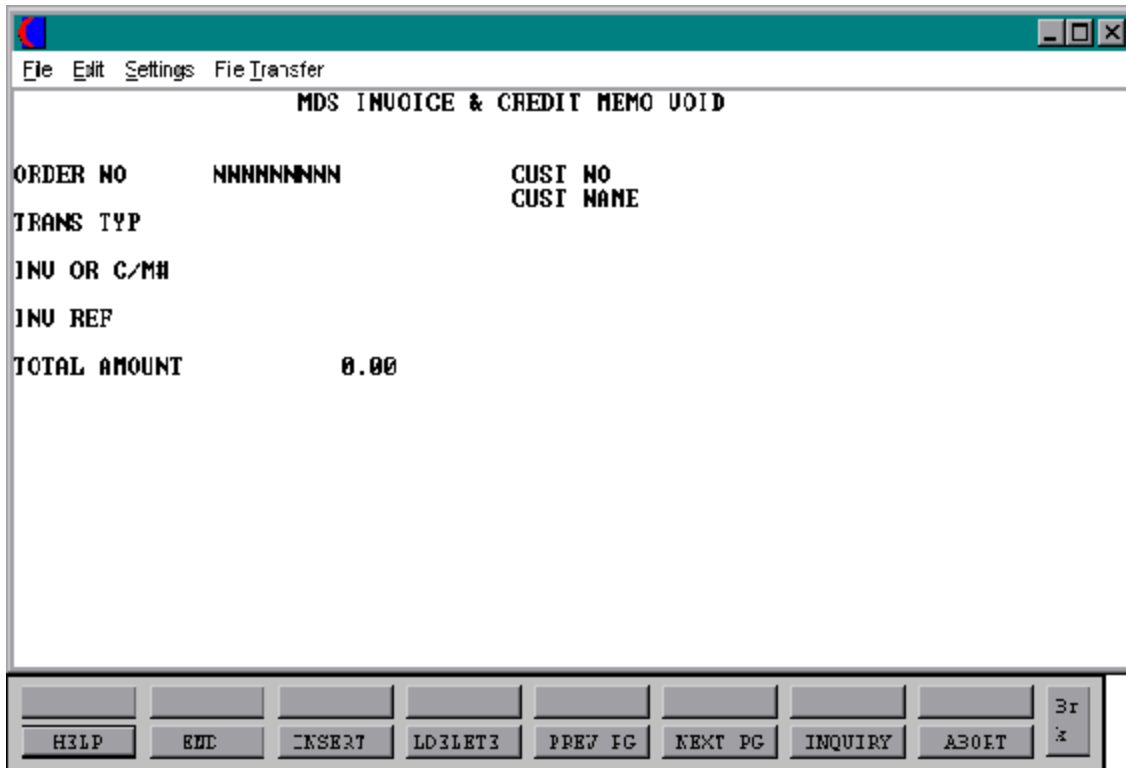 File Edit Settings File Transfer
MDS INVOICE & CREDIT MEMO VOID
ORDER NO NNNNNNNNN CUST NO
CUST NAME
TRANS TYP
INV OR C/M#
INV REF
TOTAL AMOUNT 0.00
HELP END INSERT LDELETE PREV PG NEXT PG INQUIRY ABORT Br
k